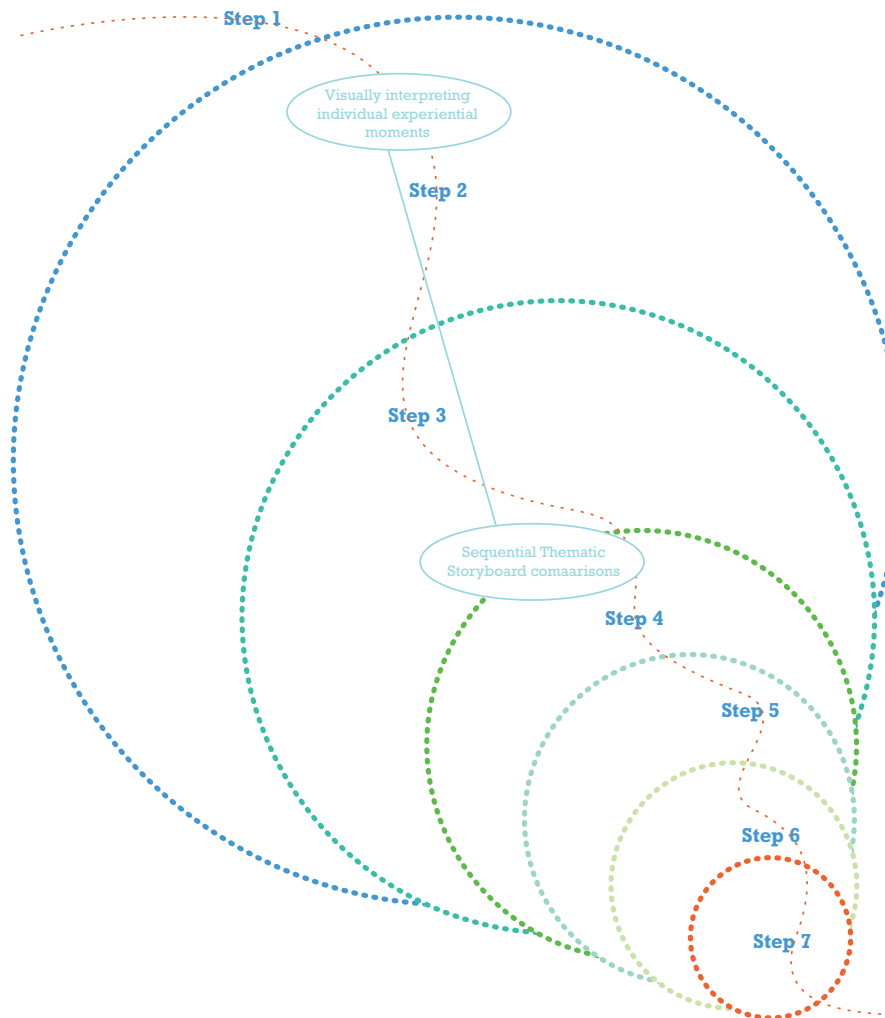 Step 1
Visually interpreting
individual experiential
moments
Step 2
Step 3
Sequential Thematic
Storyboard comaarisons
Step 4
Step 5
Step 6
Step 7